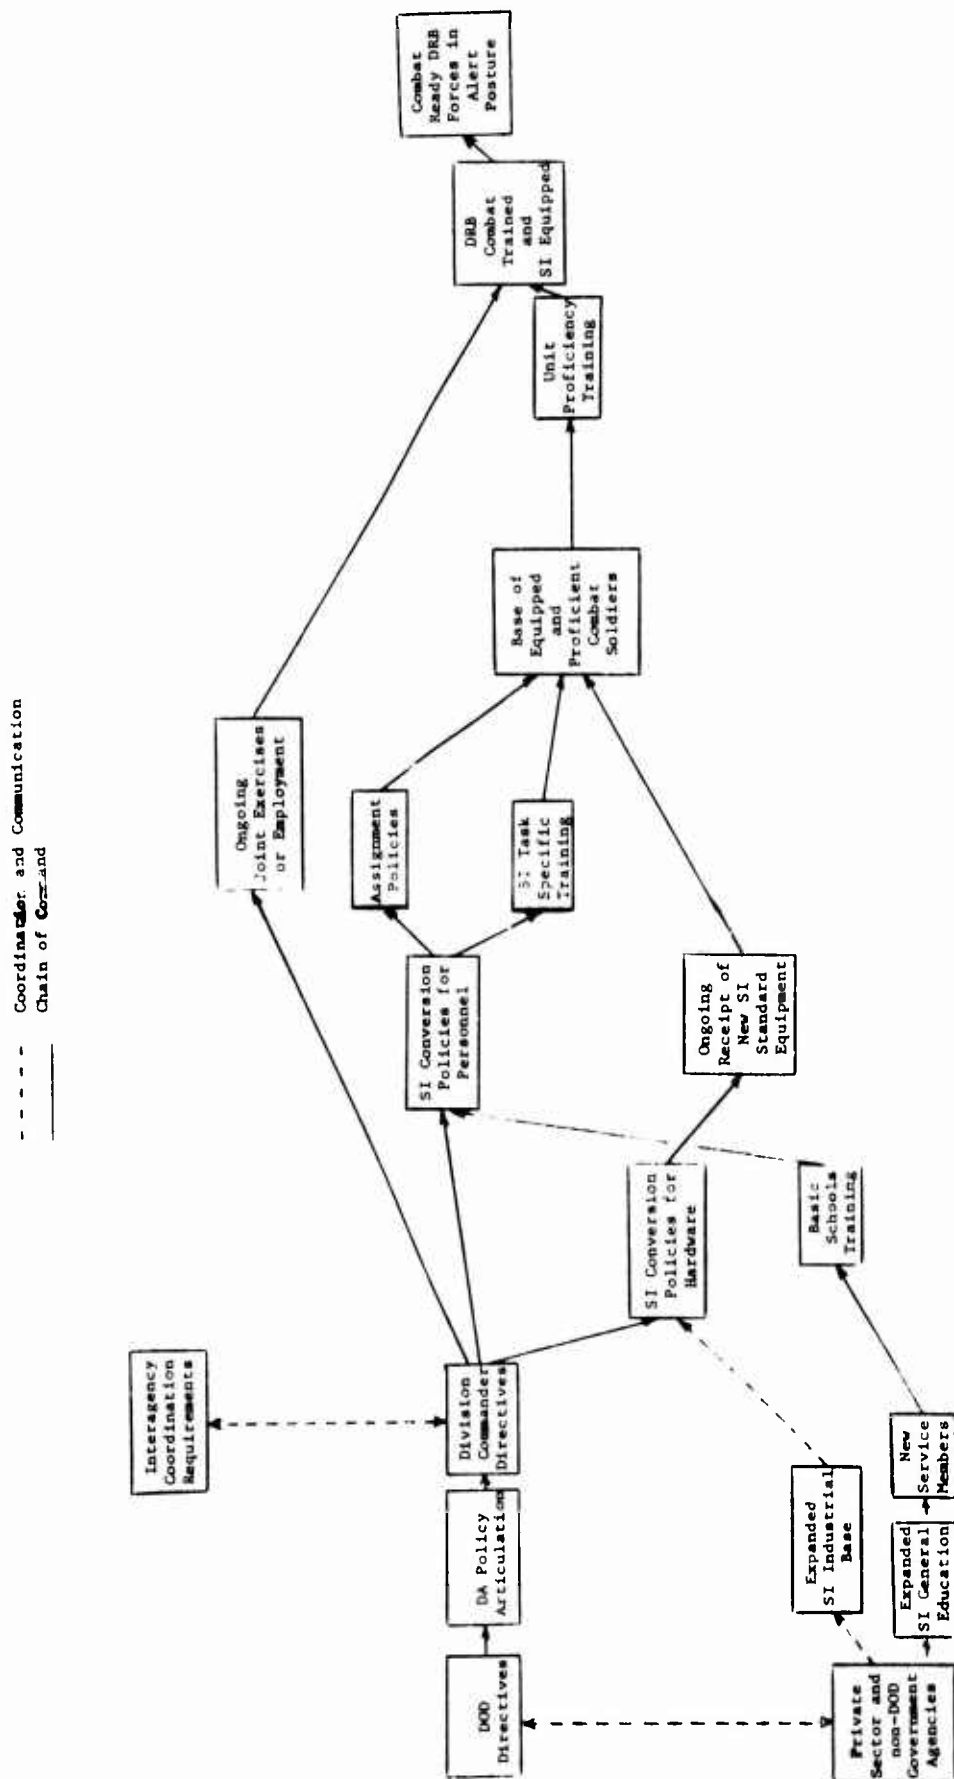 Coordination and Communication
Chain of Command
Interagency
Coordination
Requirements
DOD
Directives
DA Policy
Articulation
Division
Commander
Directives
Ongoing
Joint Exercises
or Employment
SI Conversion
Policies for
Personnel
Assignment
Policies
SI Task
Specific
Training
Base of
Equipped
and
Proficient
Combat
Soldiers
Unit
Proficiency
Training
DRB
Combat
Trained
and
SI Equipped
Combat
Ready DRB
Forces in
Alert
Posture
SI Conversion
Policies for
Hardware
Ongoing
Receipt of
New SI
Standard
Equipment
Private
Sector and
non-DOD
Government
Agencies
Expanded
SI Industrial
Base
Expanded
SI General
Education
New
Service
Members
Basic
Schools
Training